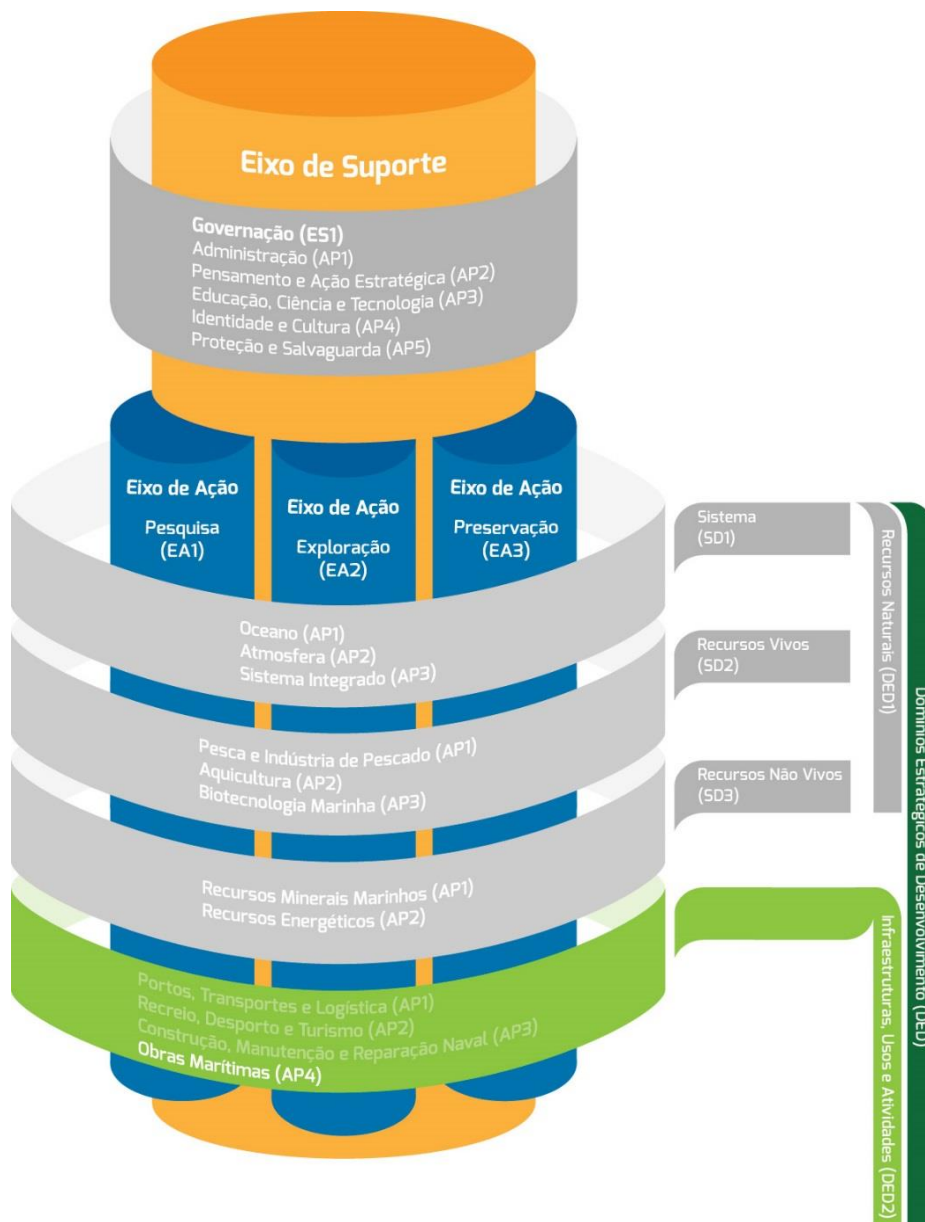 Eixo de Suporte
Governação (ES1)
Administração (AP1)
Pensamento e Ação Estratégica (AP2)
Educação, Ciência e Tecnologia (AP3)
Identidade e Cultura (AP4)
Proteção e Salvaguarda (AP5)
Eixo de Ação
Pesquisa
(EA1)
Eixo de Ação
Exploração
(EA2)
Eixo de Ação
Preservação
(EA3)
Oceano (AP1)
Atmosfera (AP2)
Sistema Integrado (AP3)
Sistema
(SD1)
Pesca e Indústria de Pescado (AP1)
Aquicultura (AP2)
Biotecnologia Marinha (AP3)
Recursos Vivos
(SD2)
Recursos Minerais Marinhos (AP1)
Recursos Energéticos (AP2)
Recursos Não Vivos
(SD3)
Portos, Transportes e Logística (AP1)
Recreio, Desporto e Turismo (AP2)
Construção, Manutenção e Reparação Naval (AP3)
Obras Marítimas (AP4)
Recursos Naturais (DED1)
Infraestruturas, Usos e Atividades (DED2)
Domínios Estratégicos de Desenvolvimento (DED)